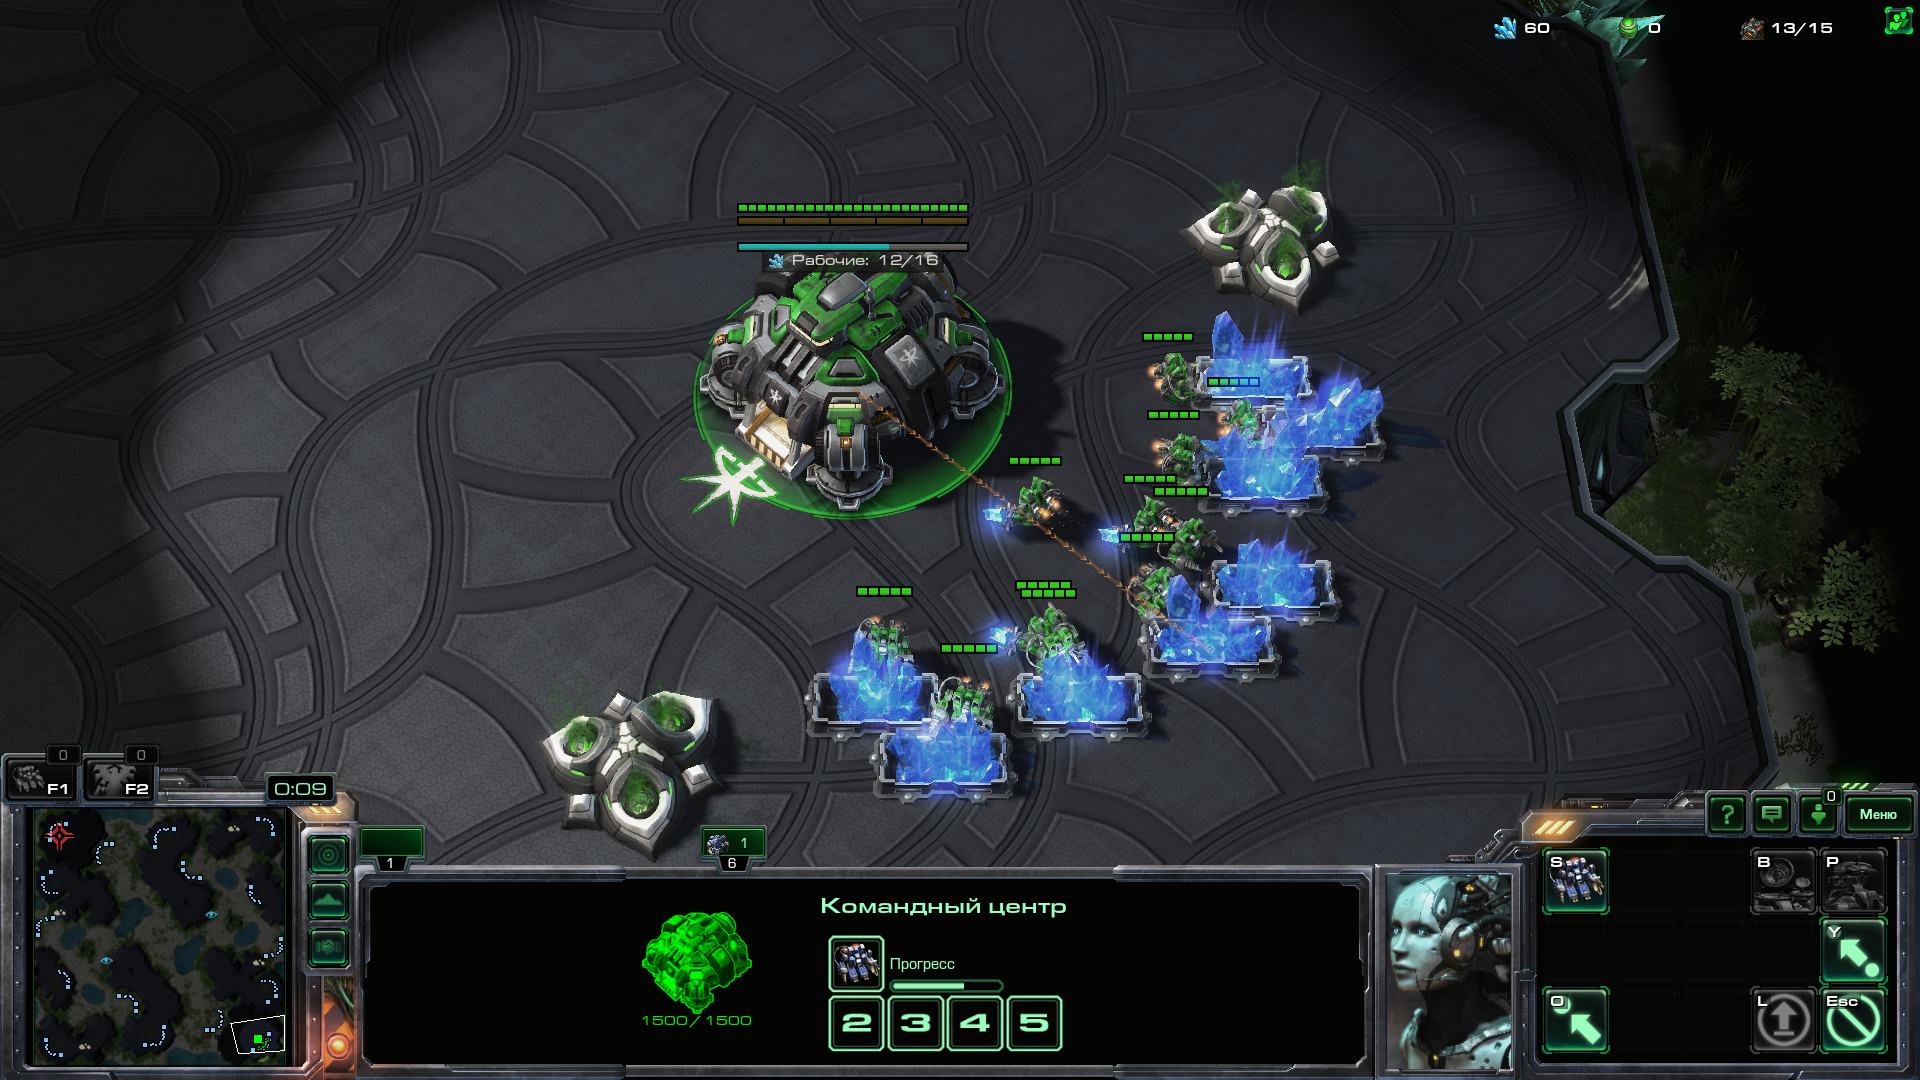 60
0
13/15
Рабочие: 12/16
0
0
F1
F2
0:09
1
1
6
0
Меню
?
Командный центр
Прогресс
1500/1500
2 3 4 5
S
B
P
Y
O
L
Esc